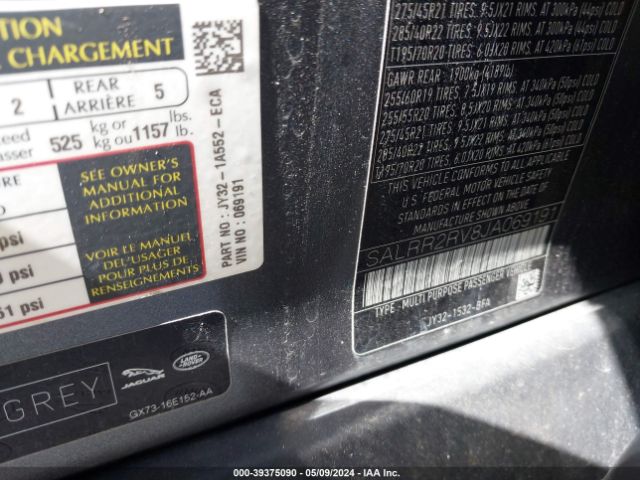 TION
CHARGEMENT
2 REAR ARRIÈRE 5
525 kg or kg ou 1157 lbs. lb.
SEE OWNER'S
MANUAL FOR
ADDITIONAL
INFORMATION
VOIR LE MANUEL
DE L'USAGER
POUR PLUS DE
RENSEIGNEMENTS
psi
psi
51 psi
PART NO : JY32-1A552-ECA
VIN NO : 069191
GREY
JAGUAR
LAND ROVER
GX73-16E152-AA
275/45R21 TIRES. 9.5JX21 RIMS. AT 300kPa (44psi) COLD
285/40R22 TIRES. 9.5JX22 RIMS. AT 300kPa (44psi) COLD
T195/70R20 TIRES. 6.0JX20 RIMS. AT 420kPa (61psi) COLD
GAWR REAR : 1900kg (4189lb).
255/60R19 TIRES. 7.5JX19 RIMS. AT 340kPa (50psi) COLD
255/55R20 TIRES. 8.5JX20 RIMS. AT 340kPa (50psi) COLD
275/45R21 TIRES. 9.5JX21 RIMS. AT 340kPa (50psi) COLD
285/40R22 TIRES. 9.5JX22 RIMS. AT 340kPa (50psi) COLD
T195/70R20 TIRES. 6.0JX20 RIMS. AT 420kPa (61psi) COLD
THIS VEHICLE CONFORMS TO ALL APPLICABLE
U.S. FEDERAL MOTOR VEHICLE SAFETY
STANDARDS IN EFFECT ON THE DATE OF
MANUFACTURE SHOWN ABOVE.
SALRR2RV8JA069191
TYPE - MULTI PURPOSE PASSENGER VEHICLE
JY32-1532-BFA
000-39375090 - 05/09/2024 - IAA Inc.